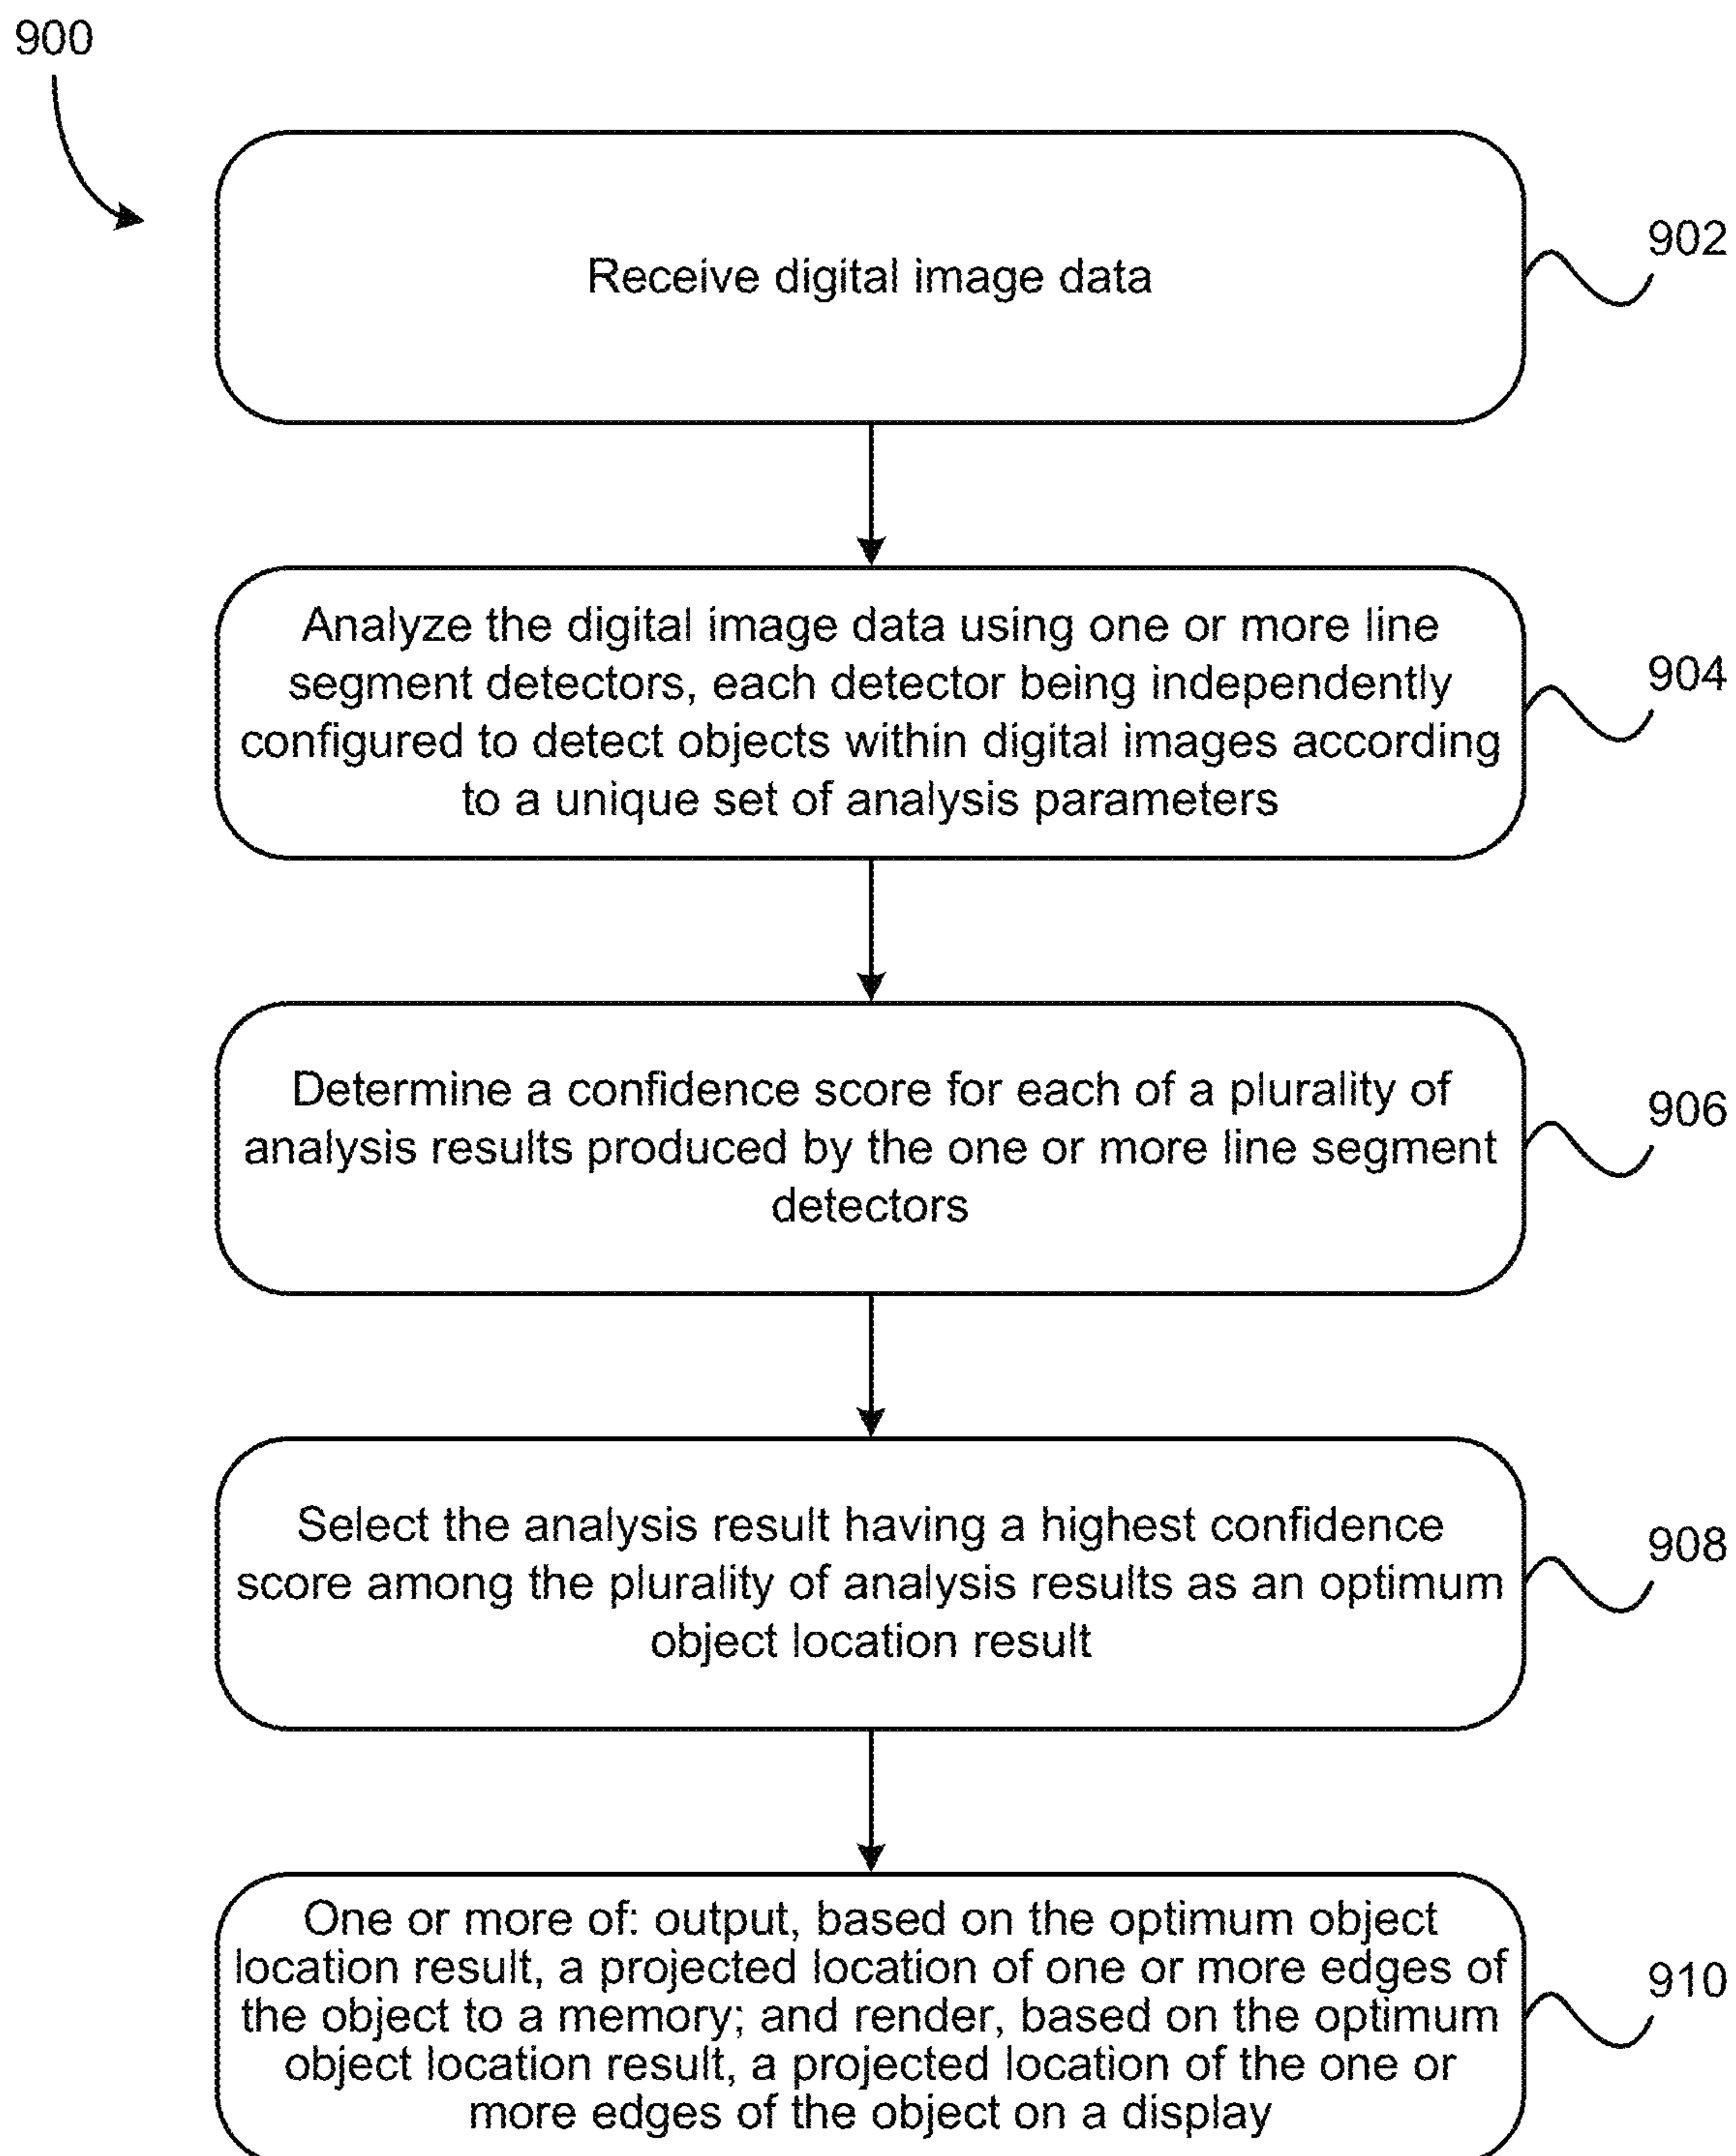 900
Receive digital image data
902
Analyze the digital image data using one or more line
segment detectors, each detector being independently
configured to detect objects within digital images according
to a unique set of analysis parameters
904
Determine a confidence score for each of a plurality of
analysis results produced by the one or more line segment
detectors
906
Select the analysis result having a highest confidence
score among the plurality of analysis results as an optimum
object location result
908
One or more of: output, based on the optimum object
location result, a projected location of one or more edges of
the object to a memory; and render, based on the optimum
object location result, a projected location of the one or
more edges of the object on a display
910